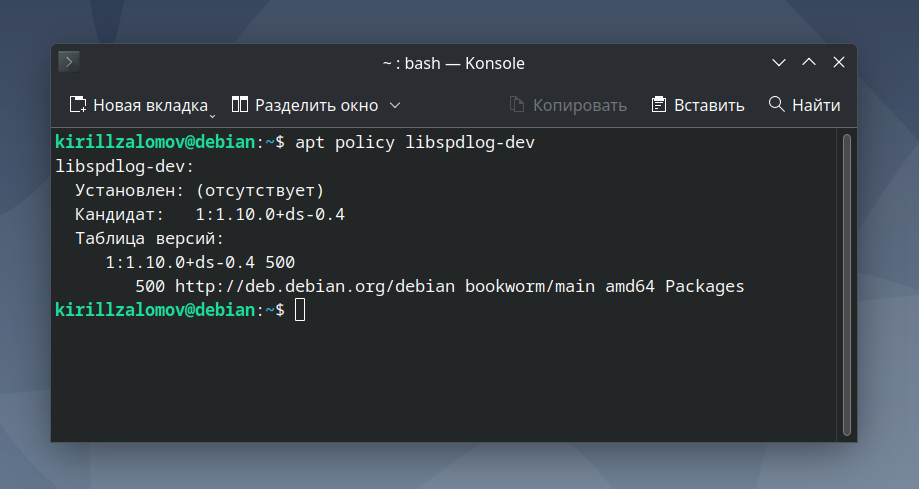 ~ : bash — Konsole
Новая вкладка Разделить окно Копировать Вставить Найти
kirillzalomov@debian:~$ apt policy libspdlog-dev
libspdlog-dev:
  Установлен: (отсутствует)
  Кандидат:   1:1.10.0+ds-0.4
  Таблица версий:
     1:1.10.0+ds-0.4 500
        500 http://deb.debian.org/debian bookworm/main amd64 Packages
kirillzalomov@debian:~$